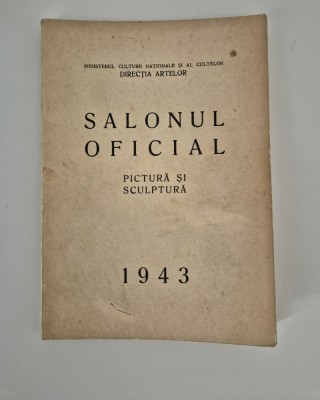 MINISTERUL CULTURII NAȚIONALE ȘI AL CULTELOR
DIRECȚIA ARTELOR
SALONUL
OFICIAL
PICTURĂ ȘI
SCULPTURĂ
1943